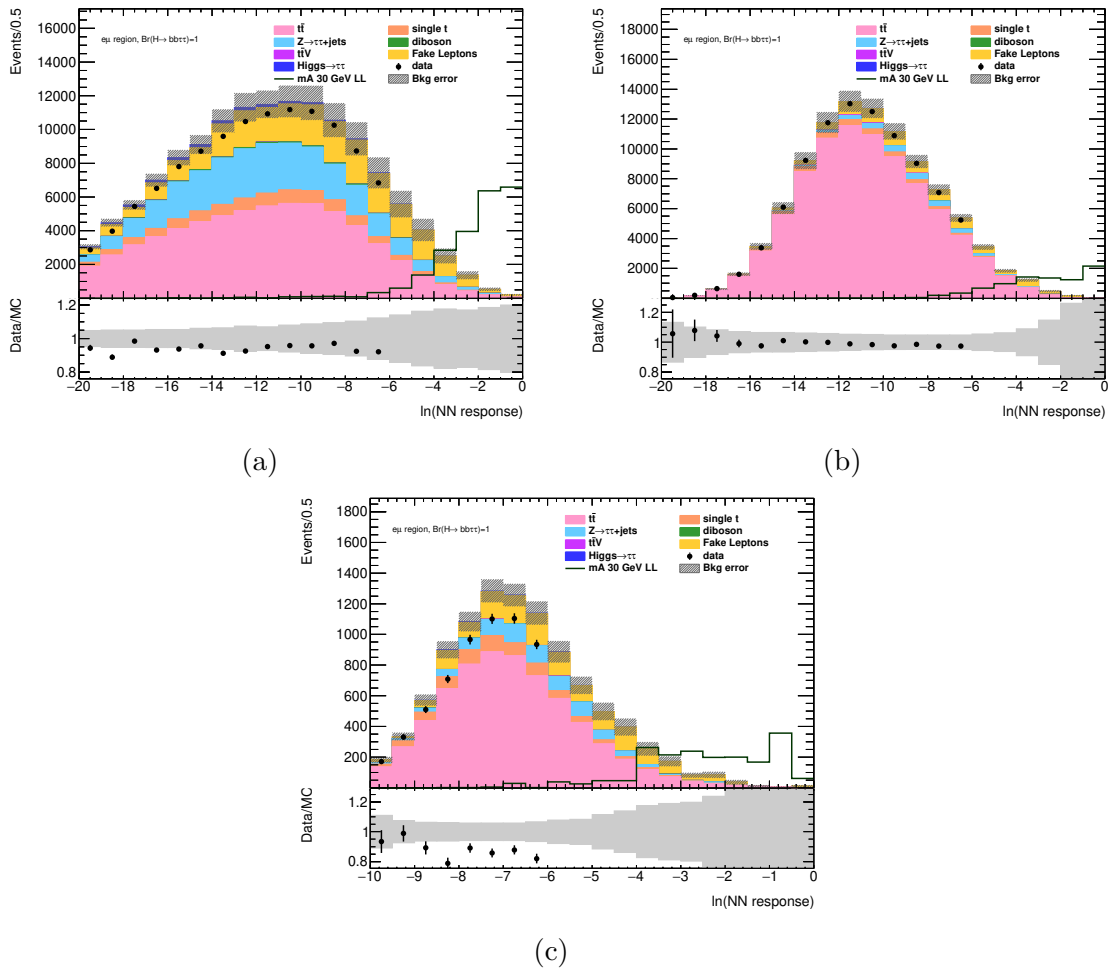 (a)
Events/0.5
16000
14000
12000
10000
8000
6000
4000
2000
eμ region, Br(H→ bbττ)=1
tt̄
single t
Z→ττ+jets
diboson
tt̄V
Fake Leptons
Higgs→ττ
data
mA 30 GeV LL
Bkg error
Data/MC
1.2
1
0.8
−20 −18 −16 −14 −12 −10 −8 −6 −4 −2 0
ln(NN response)
Events/0.5
18000
16000
14000
12000
10000
8000
6000
4000
2000
eμ region, Br(H→ bbττ)=1
tt̄
single t
Z→ττ+jets
diboson
tt̄V
Fake Leptons
Higgs→ττ
data
mA 30 GeV LL
Bkg error
Data/MC
1.2
1
0.8
−20 −18 −16 −14 −12 −10 −8 −6 −4 −2 0
ln(NN response)
(b)
Events/0.5
1800
1600
1400
1200
1000
800
600
400
200
eμ region, Br(H→ bbττ)=1
tt̄
single t
Z→ττ+jets
diboson
tt̄V
Fake Leptons
Higgs→ττ
data
mA 30 GeV LL
Bkg error
Data/MC
1.2
1
0.8
−10 −9 −8 −7 −6 −5 −4 −3 −2 −1 0
ln(NN response)
(c)